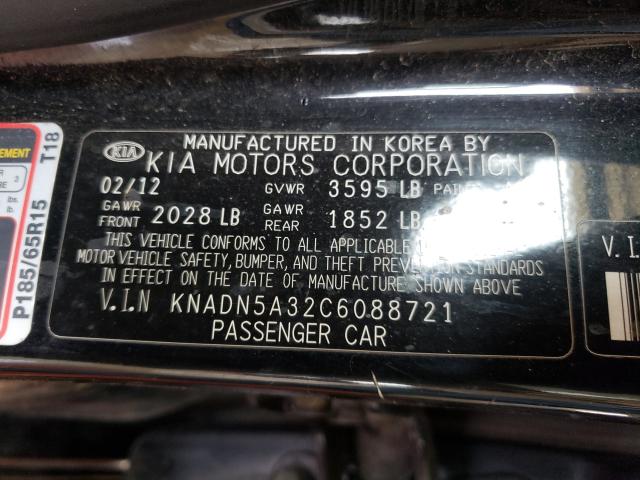 MANUFACTURED IN KOREA BY
KIA KIA MOTORS CORPORATION
02/12 GVWR 3595 LB
GAWR FRONT 2028 LB GAWR REAR 1852 LB
THIS VEHICLE CONFORMS TO ALL APPLICABLE
MOTOR VEHICLE SAFETY, BUMPER, AND THEFT PREVENTION
STANDARDS IN EFFECT ON THE DATE OF MANUFACTURE SHOWN ABOVE.
V.I.N KNADN5A32C6088721
PASSENGER CAR
P185/65R15 T18
V.I.